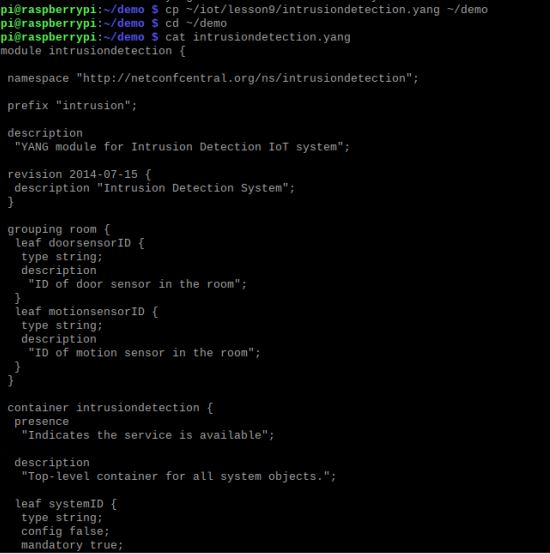 pi@raspberrypi:~/demo $ cp ~/iot/lesson9/intrusiondetection.yang ~/demo
pi@raspberrypi:~/demo $ cd ~/demo
pi@raspberrypi:~/demo $ cat intrusiondetection.yang
module intrusiondetection {

 namespace "http://netconfcentral.org/ns/intrusiondetection";

 prefix "intrusion";

 description
  "YANG module for Intrusion Detection IoT system";

 revision 2014-07-15 {
  description "Intrusion Detection System";
 }

 grouping room {
  leaf doorsensorID {
   type string;
   description
    "ID of door sensor in the room";
  }
  leaf motionsensorID {
   type string;
   description
    "ID of motion sensor in the room";
  }
 }

 container intrusiondetection {
  presence
   "Indicates the service is available";

  description
   "Top-level container for all system objects.";

  leaf systemID {
   type string;
   config false;
   mandatory true;